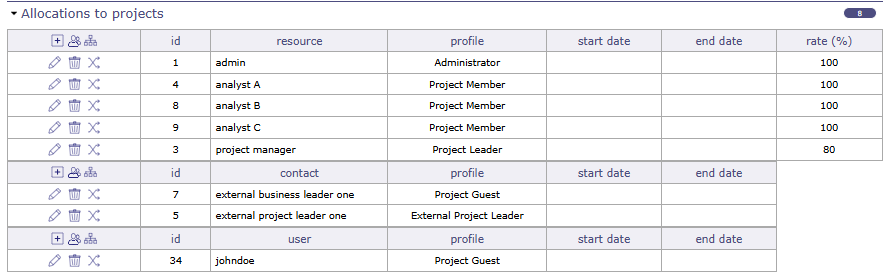 Allocations to projects 8
id resource profile start date end date rate (%)
1 admin Administrator 100
4 analyst A Project Member 100
8 analyst B Project Member 100
9 analyst C Project Member 100
3 project manager Project Leader 80
id contact profile start date end date
7 external business leader one Project Guest
5 external project leader one External Project Leader
id user profile start date end date
34 johndoe Project Guest